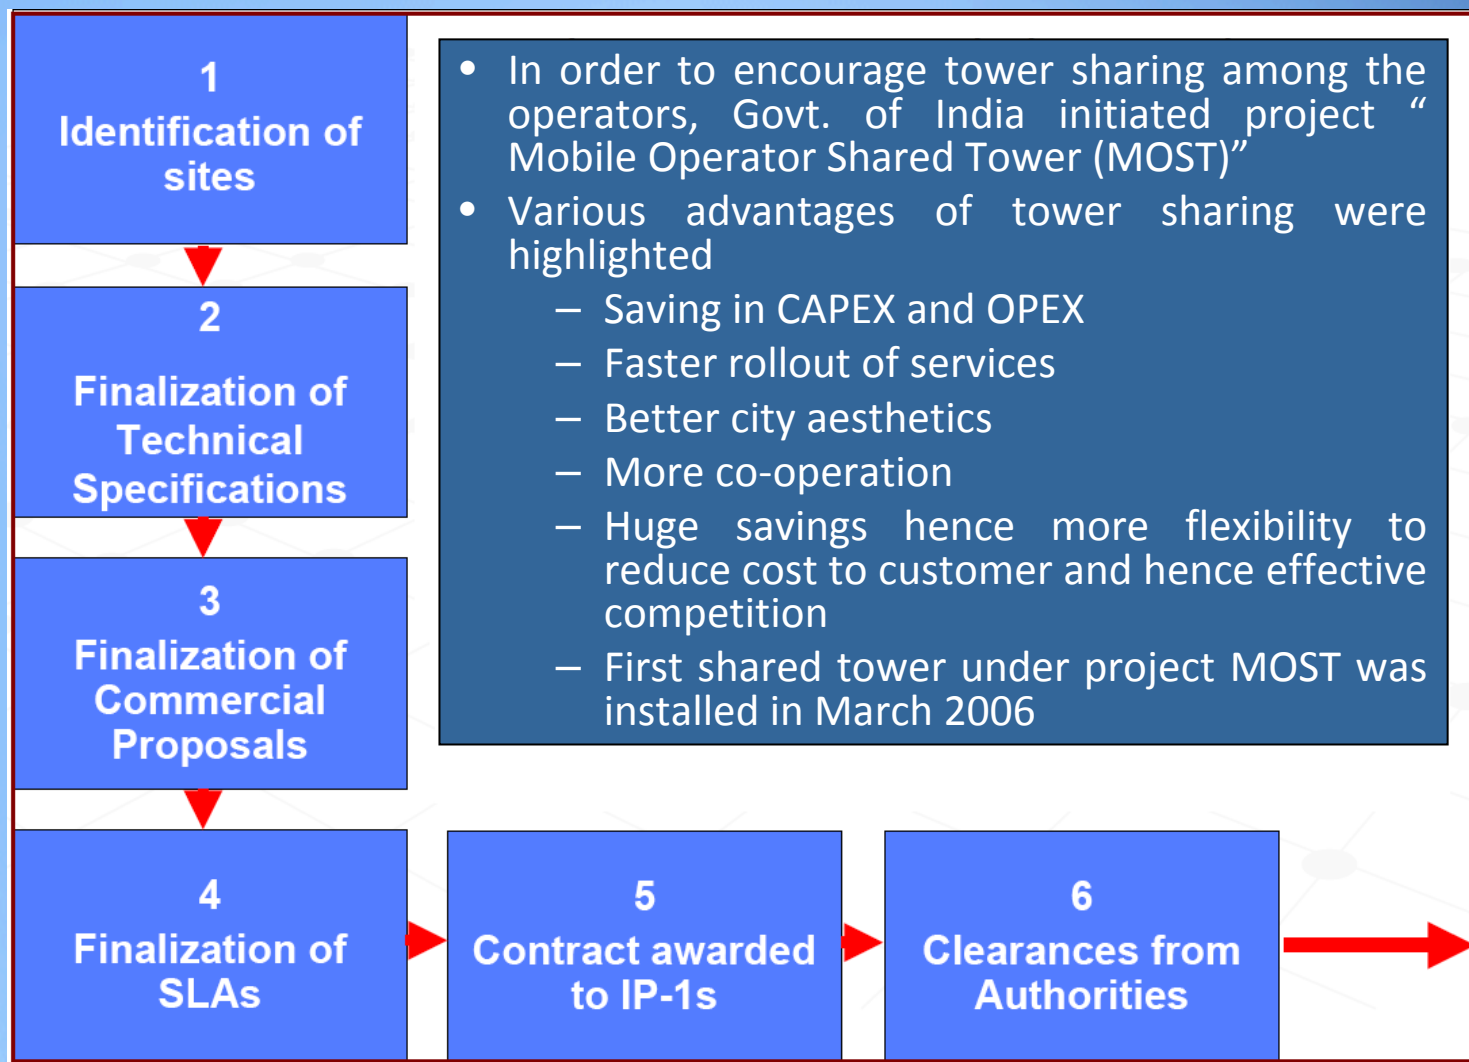 1
Identification of
sites
2
Finalization of
Technical
Specifications
3
Finalization of
Commercial
Proposals
4
Finalization of
SLAs
5
Contract awarded
to IP-1s
6
Clearances from
Authorities
• In order to encourage tower sharing among the
operators, Govt. of India initiated project “
Mobile Operator Shared Tower (MOST)”
• Various advantages of tower sharing were
highlighted
– Saving in CAPEX and OPEX
– Faster rollout of services
– Better city aesthetics
– More co-operation
– Huge savings hence more flexibility to
reduce cost to customer and hence effective
competition
– First shared tower under project MOST was
installed in March 2006